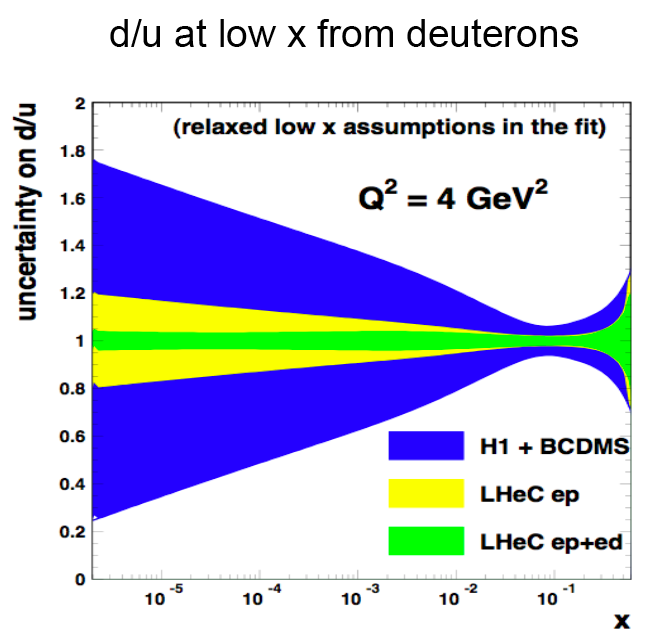 d/u at low x from deuterons
uncertainty on d/u
(relaxed low x assumptions in the fit)
Q² = 4 GeV²
2
1.8
1.6
1.4
1.2
1
0.8
0.6
0.4
0.2
0
H1 + BCDMS
LHeC ep
LHeC ep+ed
10⁻⁵ 10⁻⁴ 10⁻³ 10⁻² 10⁻¹
x